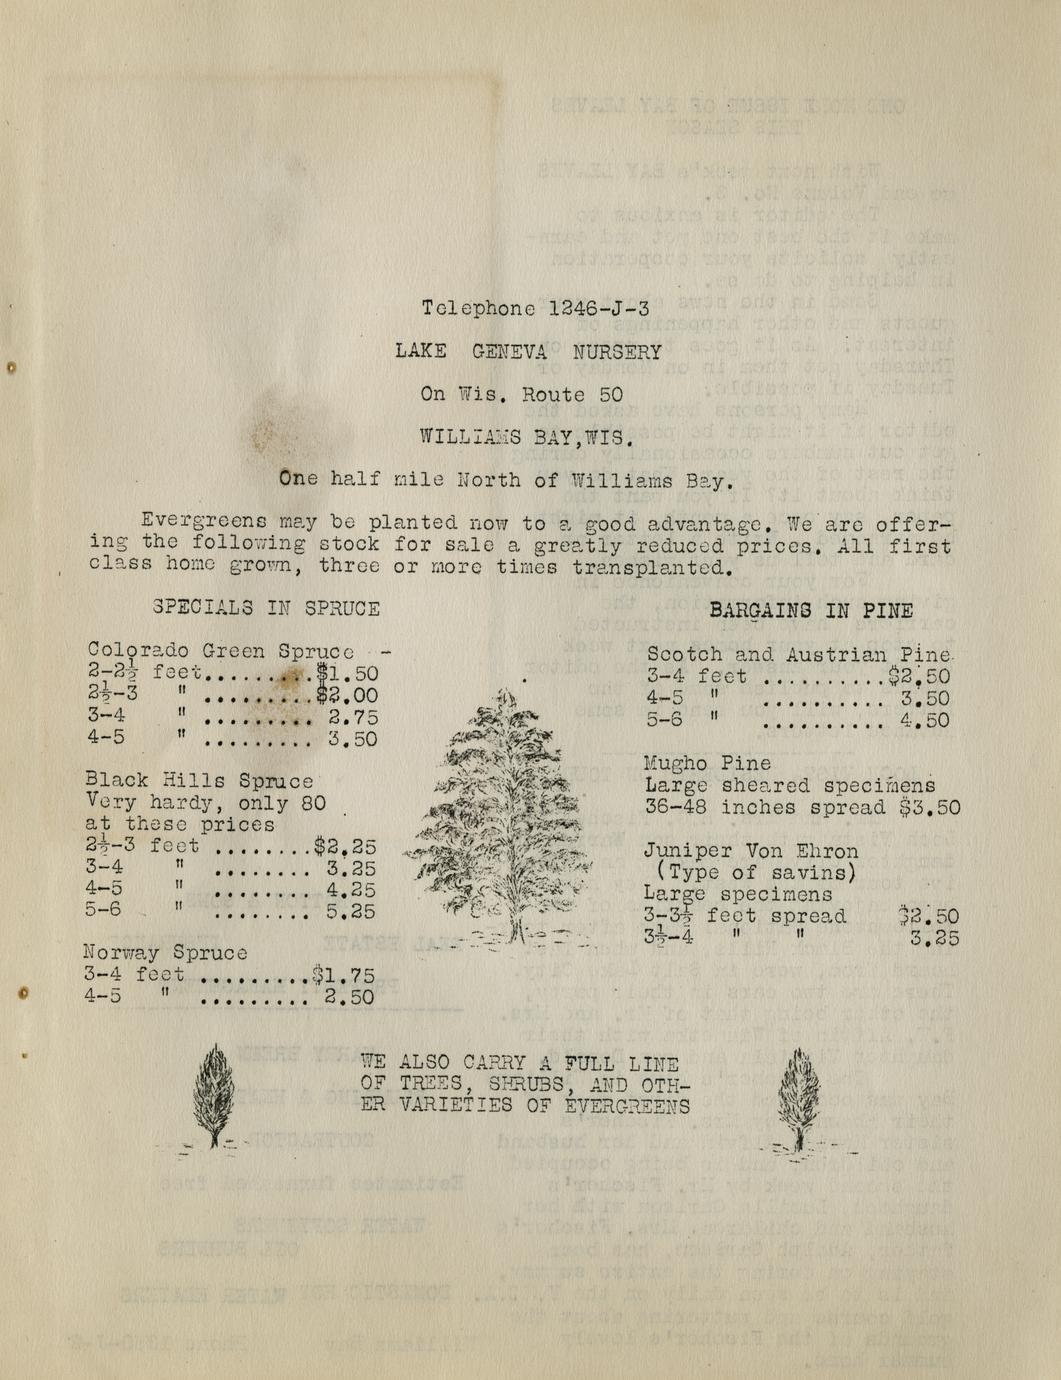 Telephone 1246-J-3
LAKE GENEVA NURSERY
On Wis. Route 50
WILLIAMS BAY,WIS.
One half mile North of Williams Bay.
Evergreens may be planted now to a good advantage. We are offer-
ing the following stock for sale a greatly reduced prices. All first
class home grown, three or more times transplanted.
SPECIALS IN SPRUCE
Colorado Green Spruce -
2-2½ feet..........$1.50
2½-3 " .........$2.00
3-4 " ......... 2.75
4-5 " ......... 3.50
Black Hills Spruce
Very hardy, only 80
at these prices
2½-3 feet ........$2.25
3-4 " ........ 3.25
4-5 " ........ 4.25
5-6 " ........ 5.25
Norway Spruce
3-4 feet .........$1.75
4-5 " ......... 2.50
BARGAINS IN PINE
Scotch and Austrian Pine
3-4 feet ..........$2.50
4-5 " .......... 3.50
5-6 " .......... 4.50
Mugho Pine
Large sheared specimens
36-48 inches spread $3.50
Juniper Von Ehron
(Type of savins)
Large specimens
3-3½ feet spread $2.50
3½-4 " " 3.25
WE ALSO CARRY A FULL LINE
OF TREES, SHRUBS, AND OTH-
ER VARIETIES OF EVERGREENS